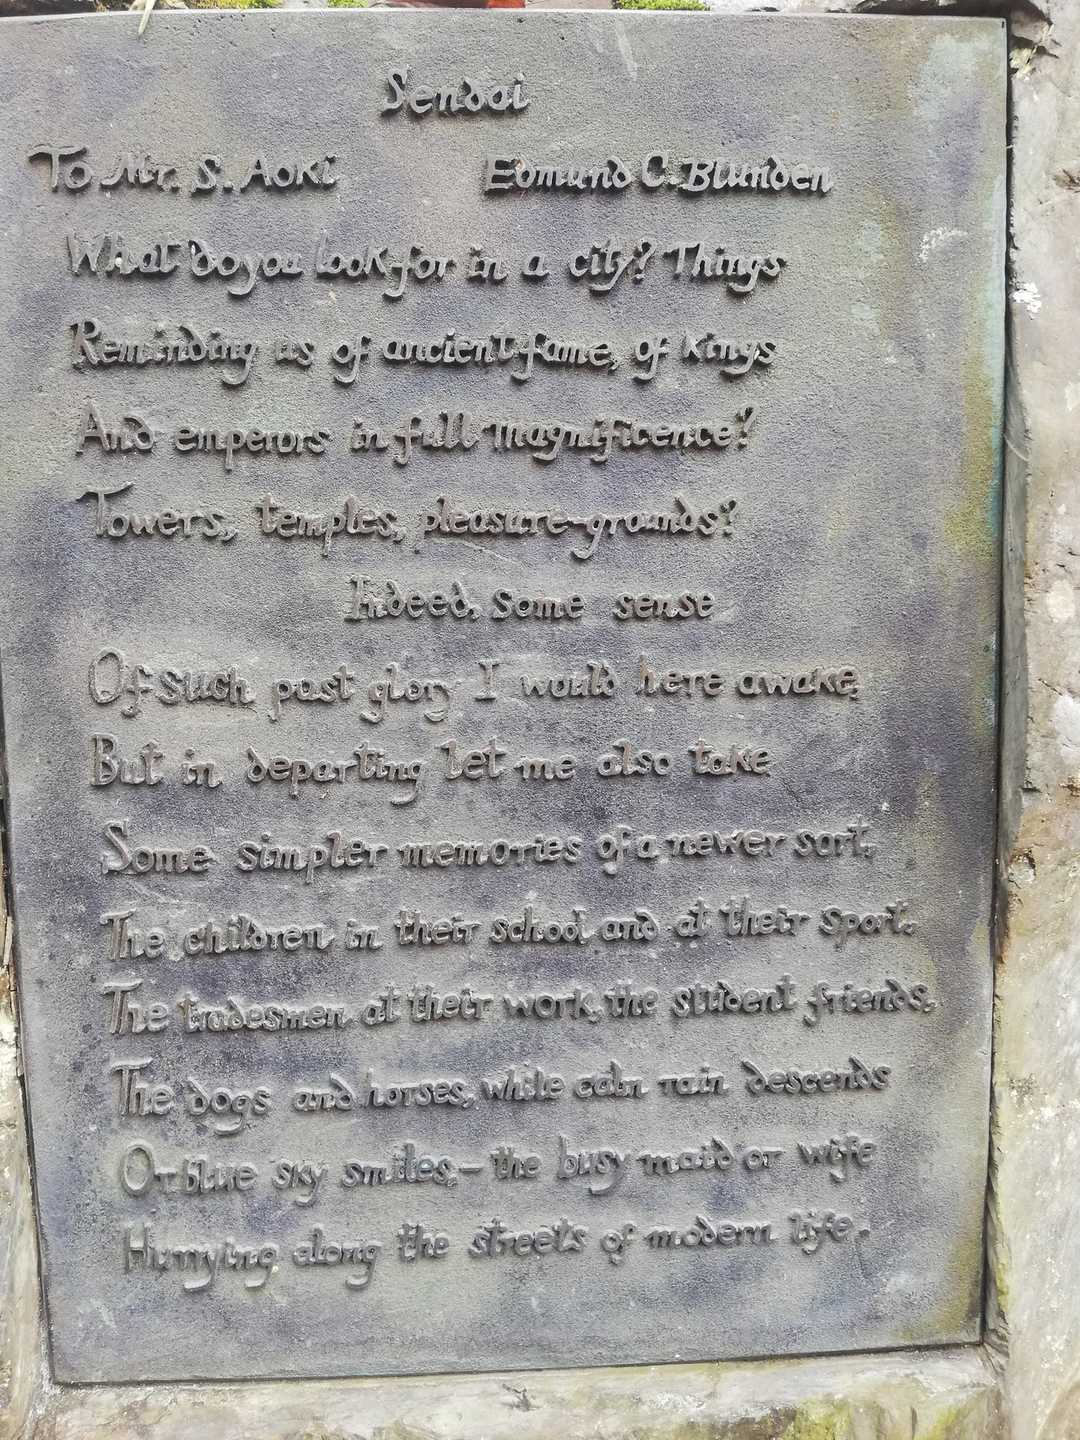 Sendai
To Mr. S. Aoki Edmund C. Blunden
What do you look for in a city? Things
Reminding us of ancient fame, of kings
And emperors in full magnificence?
Towers, temples, pleasure-grounds?
Indeed, some sense
Of such past glory I would here awake,
But in departing let me also take
Some simpler memories of a newer sort,
The children in their school, and at their sport,
The tradesmen at their work, the student friends,
The dogs and horses, while calm rain descends
Or blue sky smiles,— the busy maid or wife
Hurrying along the streets of modern life.